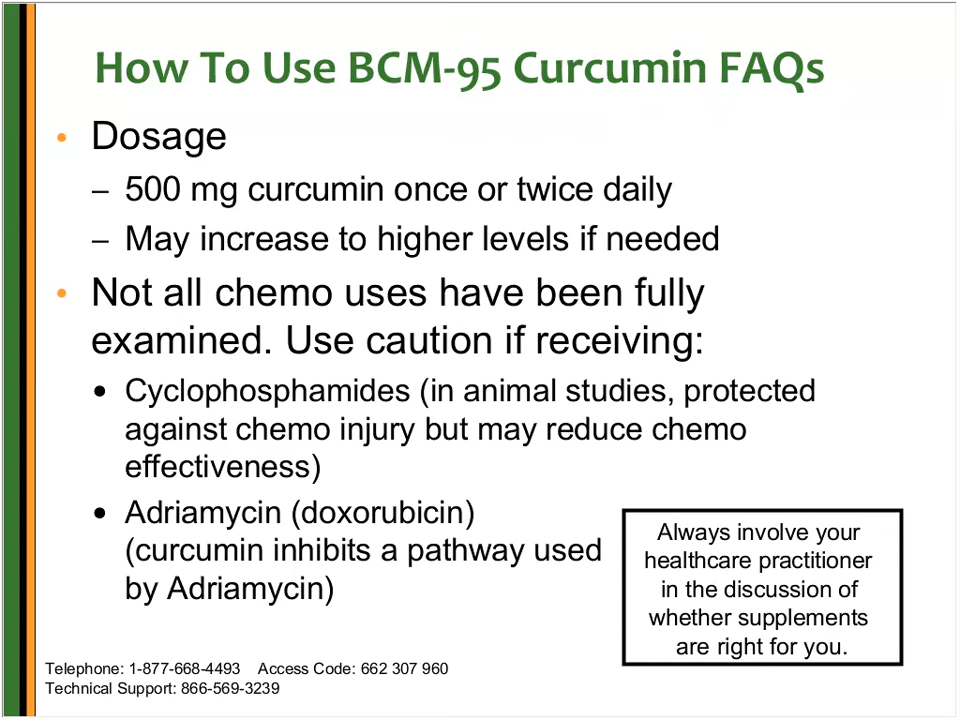 How To Use BCM-95 Curcumin FAQs
• Dosage
– 500 mg curcumin once or twice daily
– May increase to higher levels if needed
• Not all chemo uses have been fully
examined. Use caution if receiving:
• Cyclophosphamides (in animal studies, protected
against chemo injury but may reduce chemo
effectiveness)
• Adriamycin (doxorubicin)
(curcumin inhibits a pathway used
by Adriamycin)
Always involve your
healthcare practitioner
in the discussion of
whether supplements
are right for you.
Telephone: 1-877-668-4493 Access Code: 662 307 960
Technical Support: 866-569-3239